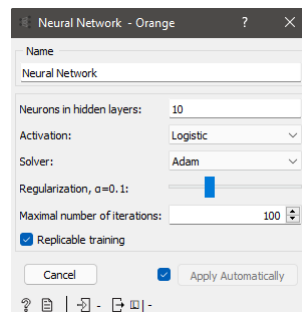 Neural Network - Orange ? ×
Name
Neural Network
Neurons in hidden layers: 10
Activation: Logistic
Solver: Adam
Regularization, α=0.1:
Maximal number of iterations: 100
Replicable training
Cancel Apply Automatically
? - -